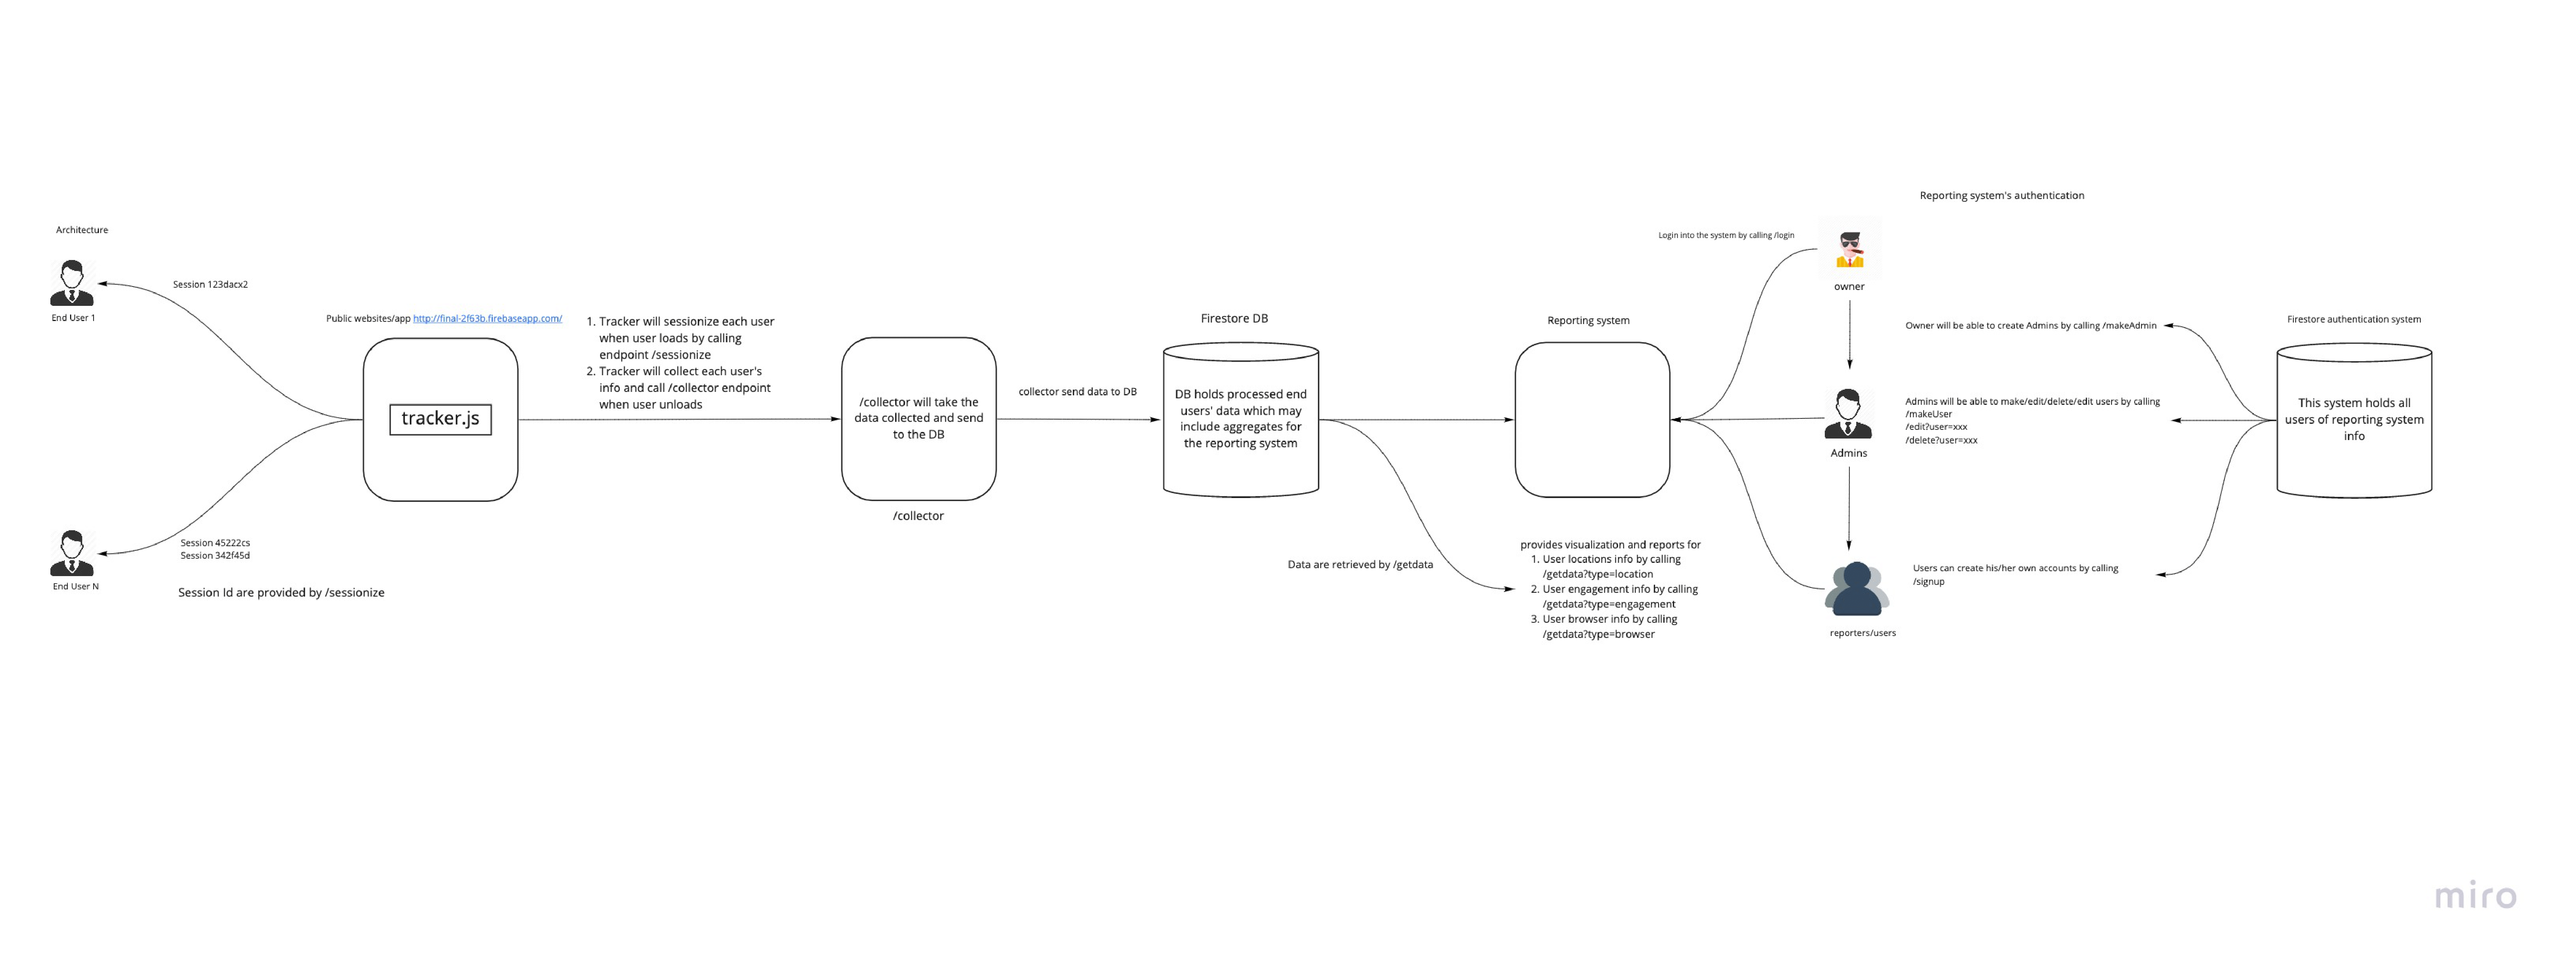 Architecture
End User 1
Session 123dacx2
End User N
Session 45222cs
Session 342f45d
Session Id are provided by /sessionize
Public websites/app http://final-2f63b.firebaseapp.com/
tracker.js
1. Tracker will sessionize each user
when user loads by calling
endpoint /sessionize
2. Tracker will collect each user's
info and call /collector endpoint
when user unloads
/collector will take the
data collected and send
to the DB
/collector
collector send data to DB
Firestore DB
DB holds processed end
users' data which may
include aggregates for
the reporting system
Data are retrieved by /getdata
Reporting system
provides visualization and reports for
1. User locations info by calling
/getdata?type=location
2. User engagement info by calling
/getdata?type=engagement
3. User browser info by calling
/getdata?type=browser
Login into the system by calling /login
Reporting system's authentication
owner
Owner will be able to create Admins by calling /makeAdmin
Admins
Admins will be able to make/edit/delete/edit users by calling
/makeUser
/edit?user=xxx
/delete?user=xxx
Users can create his/her own accounts by calling
/signup
reporters/users
Firestore authentication system
This system holds all
users of reporting system
info
miro